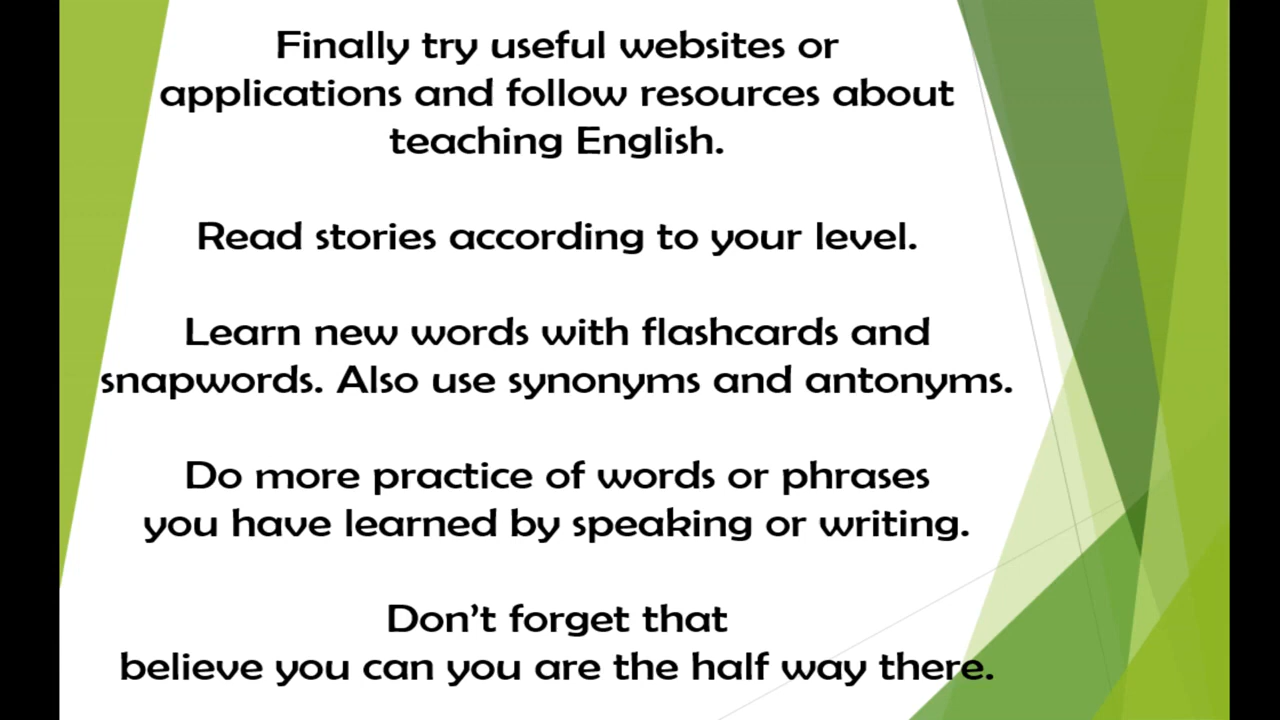 Finally try useful websites or
applications and follow resources about
teaching English.
Read stories according to your level.
Learn new words with flashcards and
snapwords. Also use synonyms and antonyms.
Do more practice of words or phrases
you have learned by speaking or writing.
Don’t forget that
believe you can you are the half way there.